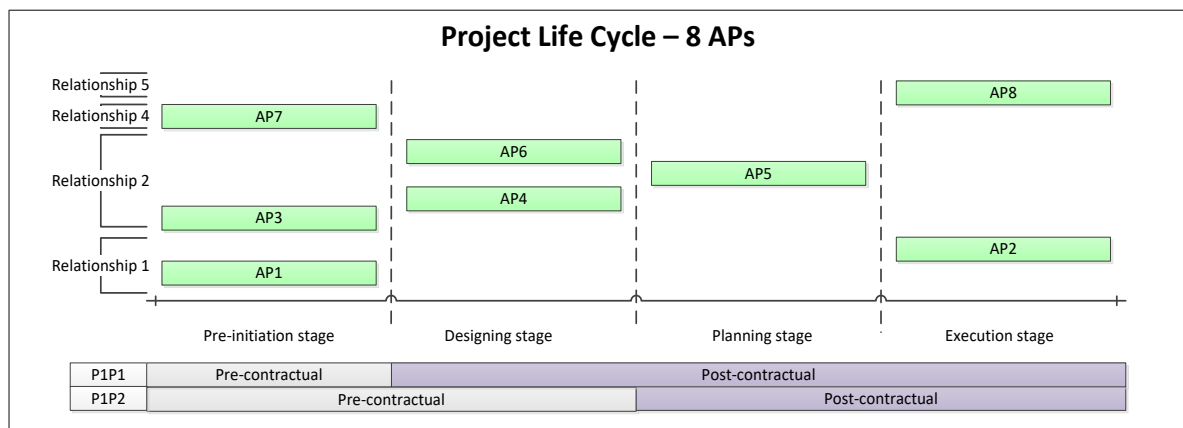 Project Life Cycle – 8 APs
Relationship 5
AP8
Relationship 4
AP7
AP6
AP5
Relationship 2
AP4
AP3
AP2
Relationship 1
AP1
Pre-initiation stage
Designing stage
Planning stage
Execution stage
P1P1
Pre-contractual
Post-contractual
P1P2
Pre-contractual
Post-contractual